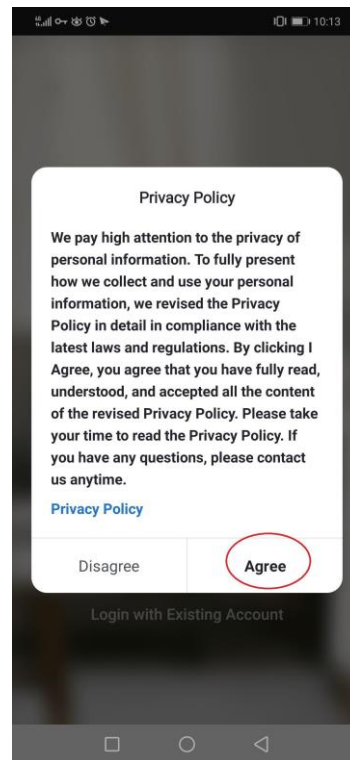 10:13
Privacy Policy
We pay high attention to the privacy of
personal information. To fully present
how we collect and use your personal
information, we revised the Privacy
Policy in detail in compliance with the
latest laws and regulations. By clicking I
Agree, you agree that you have fully read,
understood, and accepted all the content
of the revised Privacy Policy. Please take
your time to read the Privacy Policy. If
you have any questions, please contact
us anytime.
Privacy Policy
Disagree Agree
Login with Existing Account